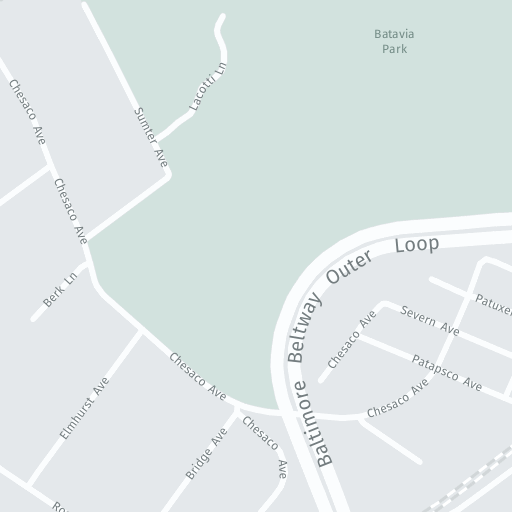 Batavia
Park
Lacotti Ln
Chesaco Ave
Sumter Ave
Chesaco Ave
Baltimore Beltway Outer Loop
Berk Ln
Severn Ave
Chesaco Ave
Patapsco Ave
Chesaco Ave
Chesaco Ave
Elmhurst Ave
Bridge Ave
Chesaco Ave